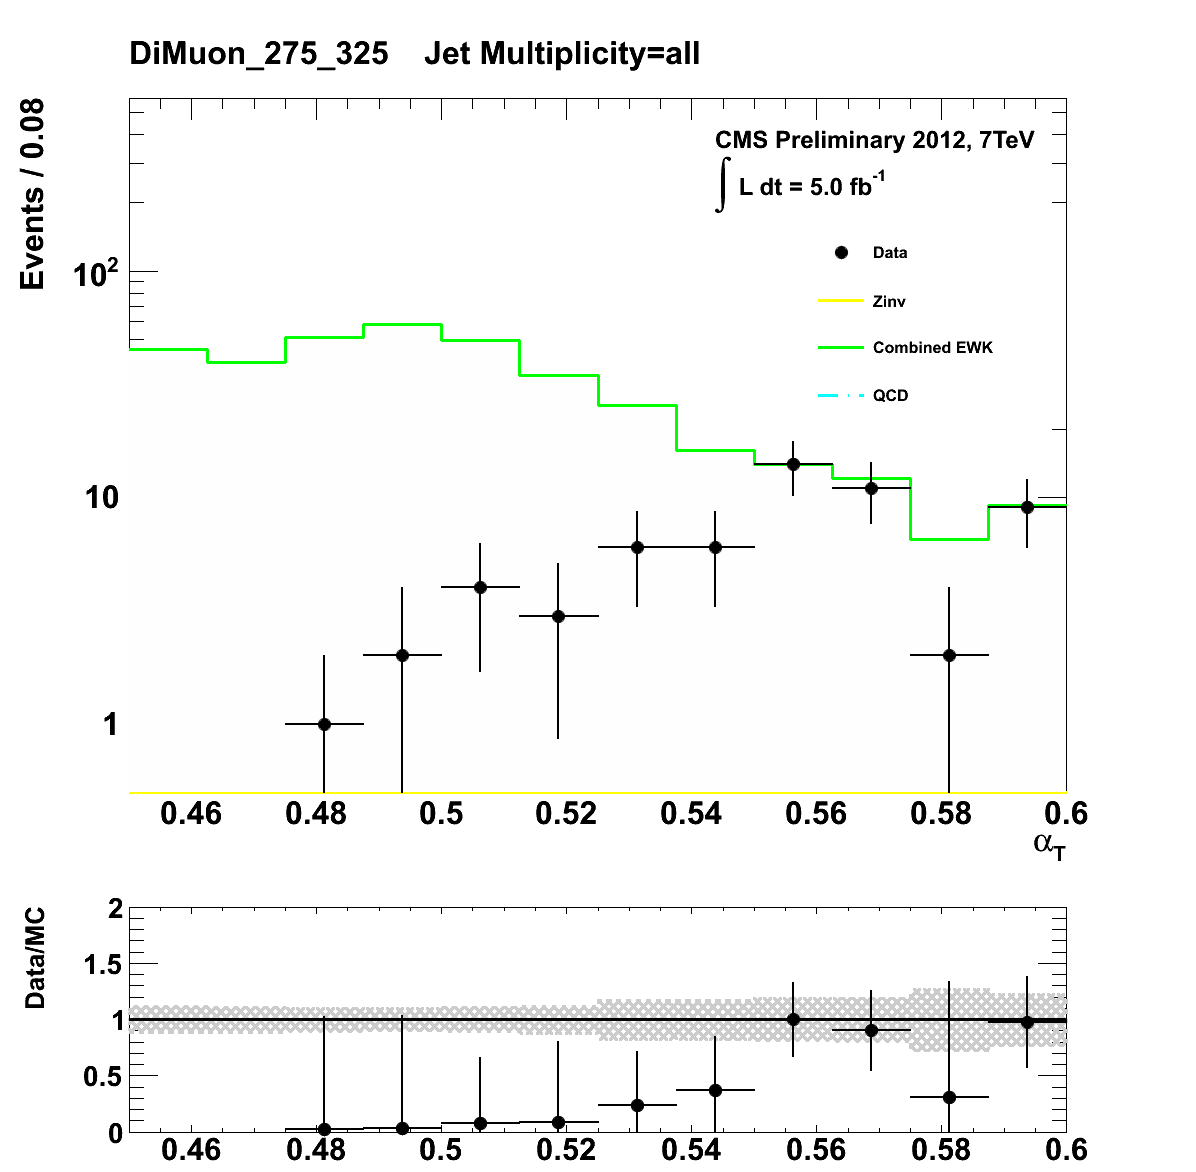 DiMuon_275_325 Jet Multiplicity=all
Events / 0.08
CMS Preliminary 2012, 7TeV
∫ L dt = 5.0 fb⁻¹
Data
Zinv
Combined EWK
QCD
10²
10
1
0.46 0.48 0.5 0.52 0.54 0.56 0.58 0.6
α_T
Data/MC
2
1.5
1
0.5
0
0.46 0.48 0.5 0.52 0.54 0.56 0.58 0.6